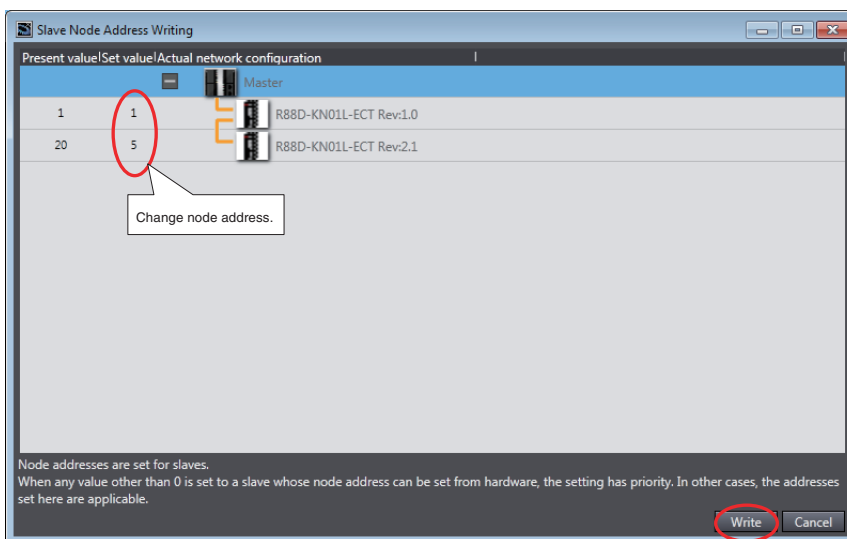 Slave Node Address Writing
Present value|Set value|Actual network configuration
Master
1 1 R88D-KN01L-ECT Rev:1.0
20 5 R88D-KN01L-ECT Rev:2.1
Change node address.
Node addresses are set for slaves.
When any value other than 0 is set to a slave whose node address can be set from hardware, the setting has priority. In other cases, the addresses
set here are applicable.
Write Cancel